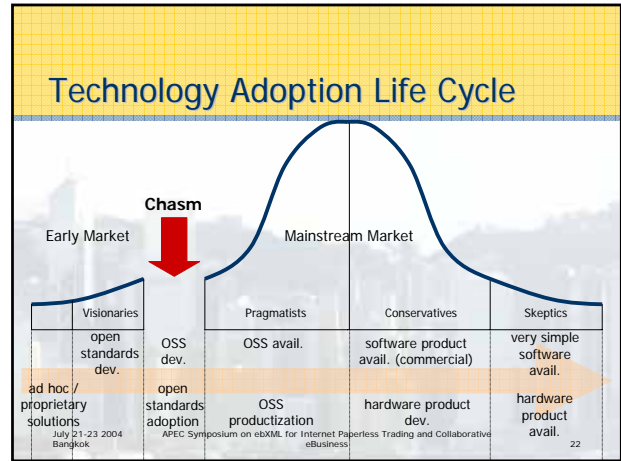 Technology Adoption Life Cycle
Chasm
Early Market
Mainstream Market
Visionaries
Pragmatists
Conservatives
Skeptics
open
standards
dev.
OSS
dev.
OSS avail.
software product
avail. (commercial)
very simple
software
avail.
ad hoc /
proprietary
solutions
open
standards
adoption
OSS
productization
hardware product
dev.
hardware
product
avail.
July 21-23 2004
Bangkok
APEC Symposium on ebXML for Internet Paperless Trading and Collaborative
eBusiness
22